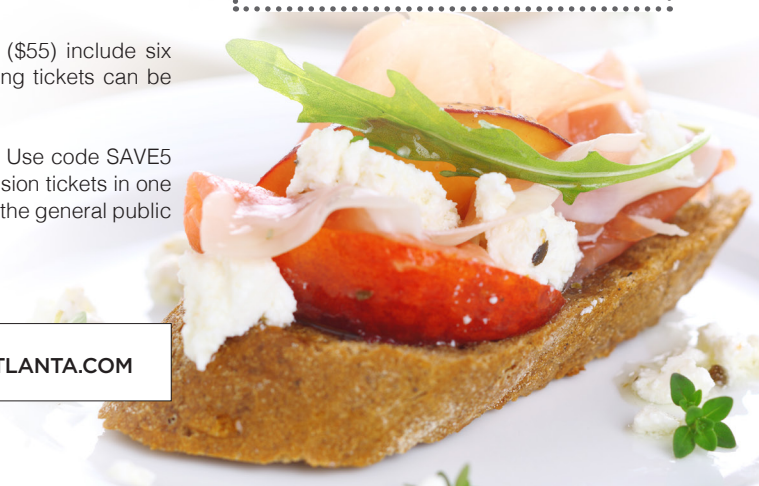 ($55) include six
ng tickets can be
Use code SAVE5
sion tickets in one
the general public
TLANTA.COM